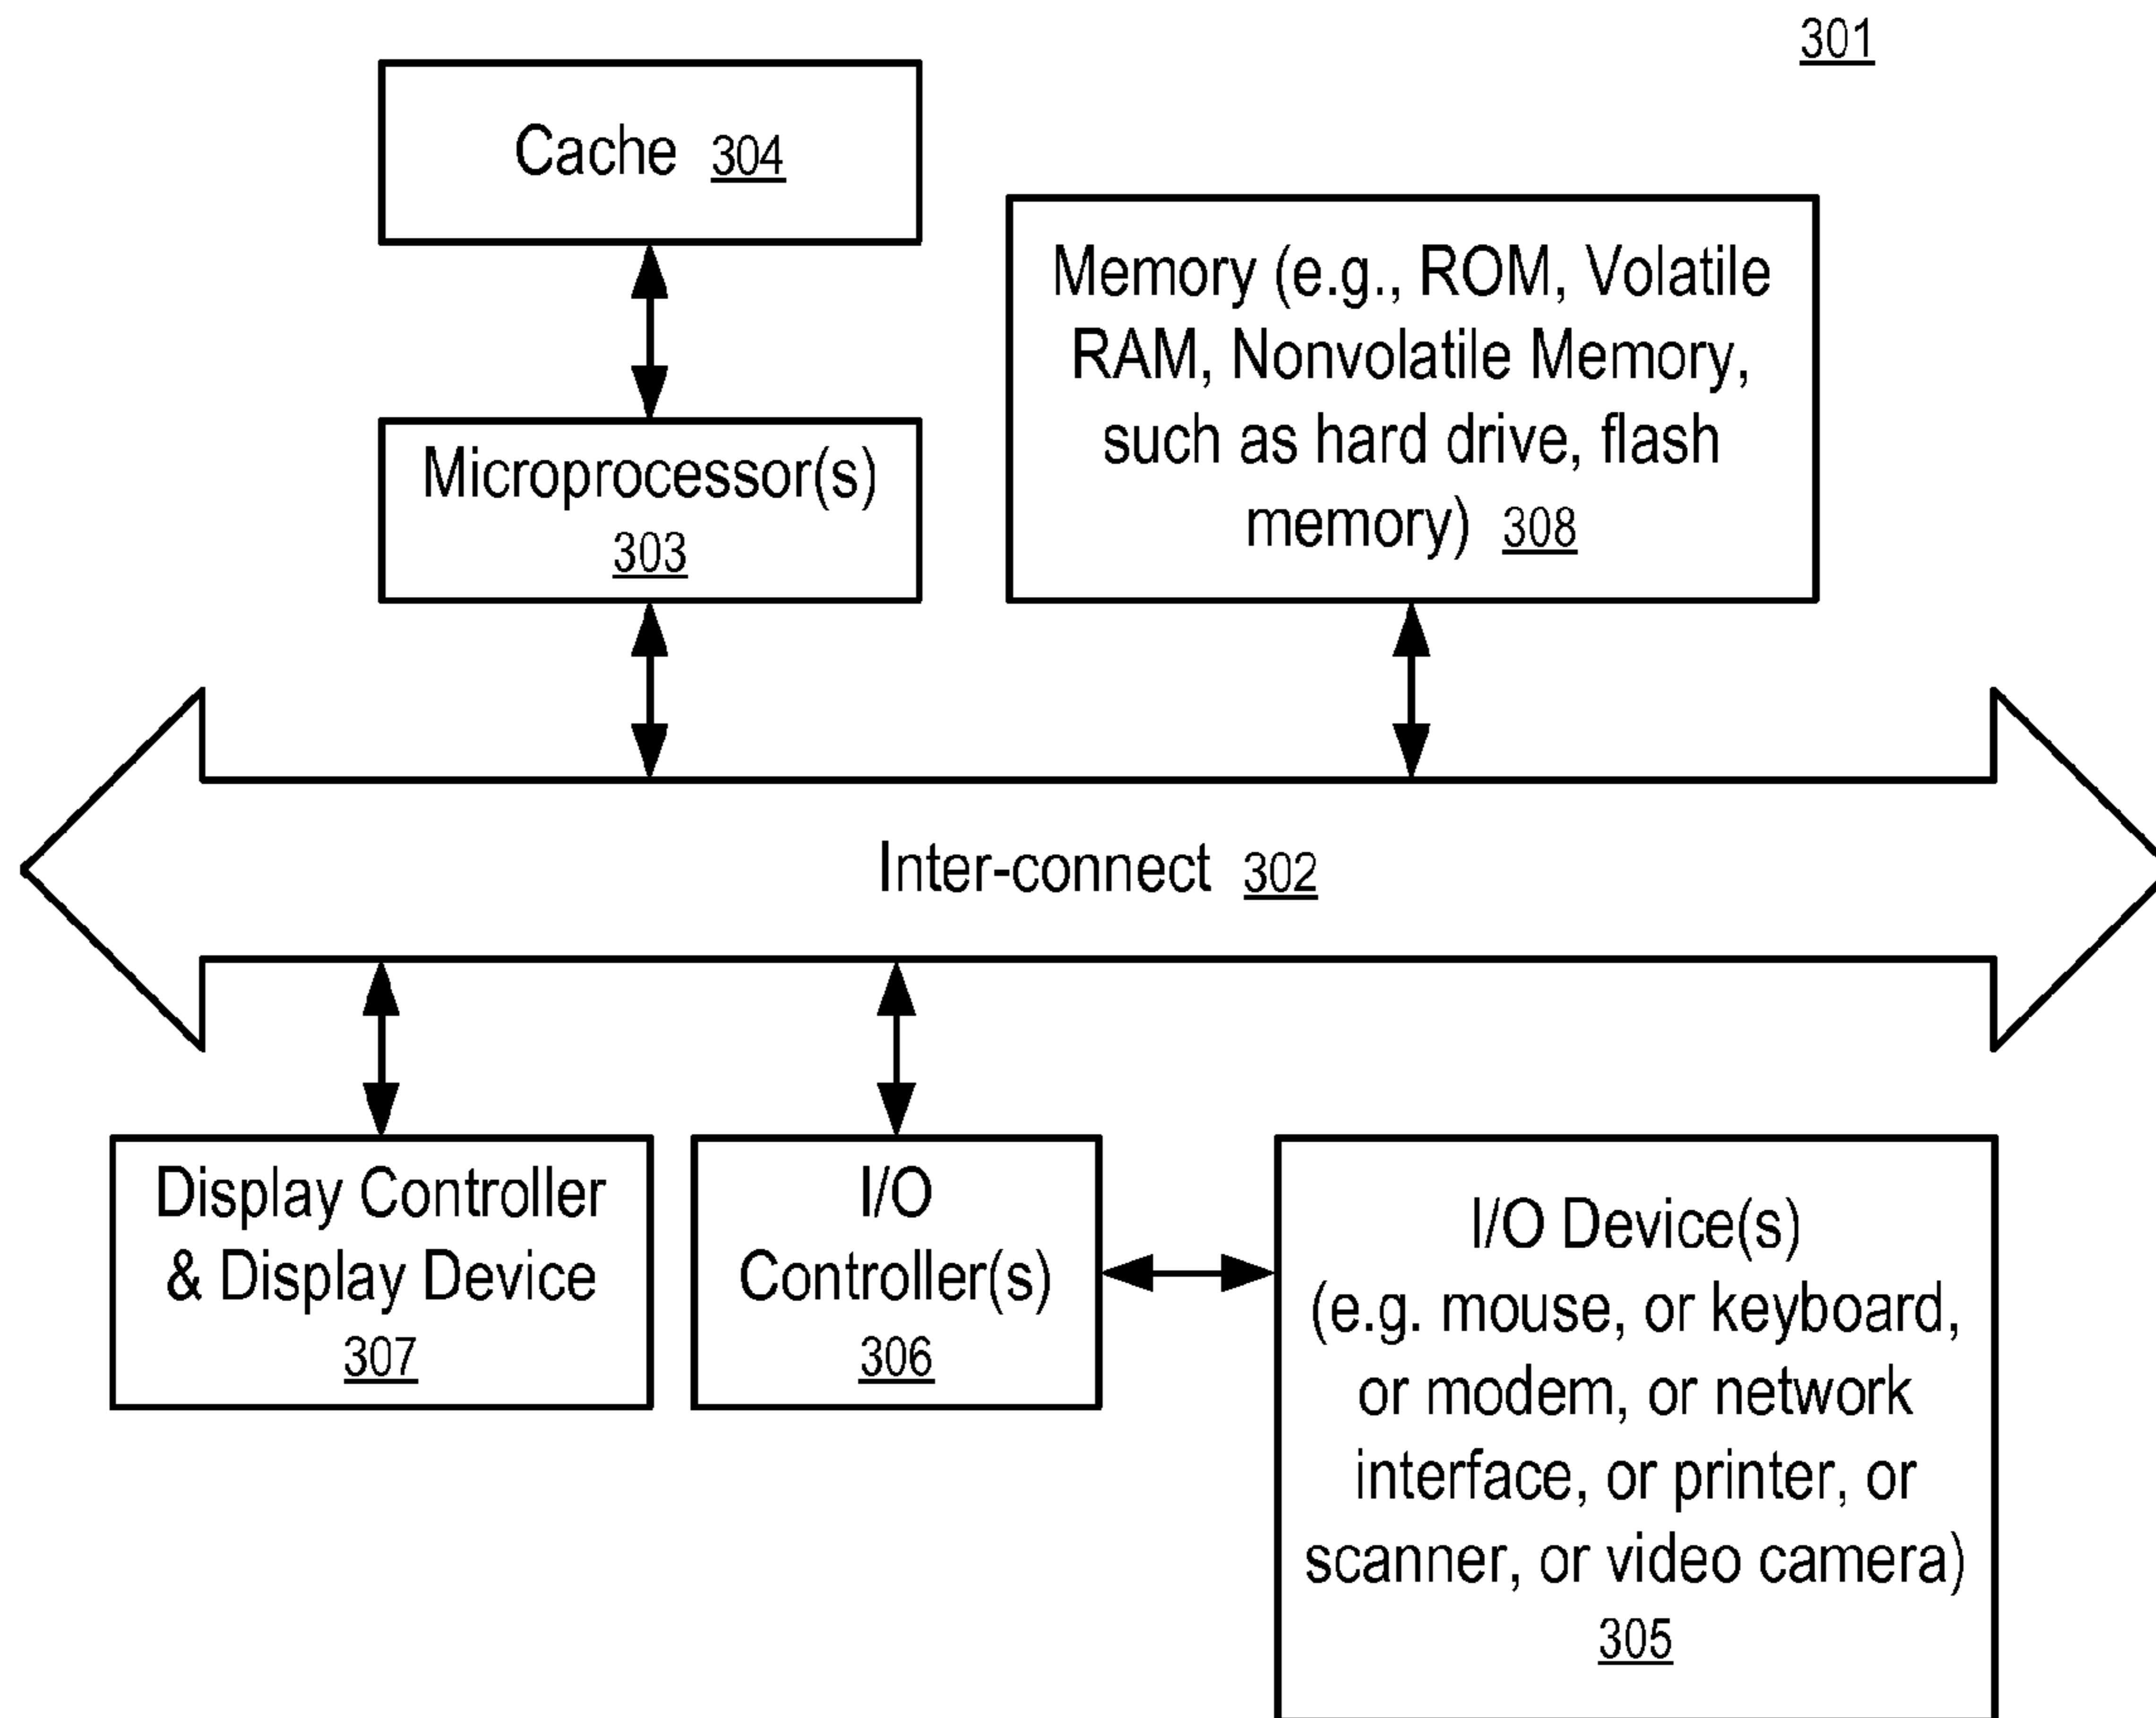 301
Cache 304
Memory (e.g., ROM, Volatile
RAM, Nonvolatile Memory,
such as hard drive, flash
memory) 308
Microprocessor(s)
303
Inter-connect 302
Display Controller
& Display Device
307
I/O
Controller(s)
306
I/O Device(s)
(e.g. mouse, or keyboard,
or modem, or network
interface, or printer, or
scanner, or video camera)
305